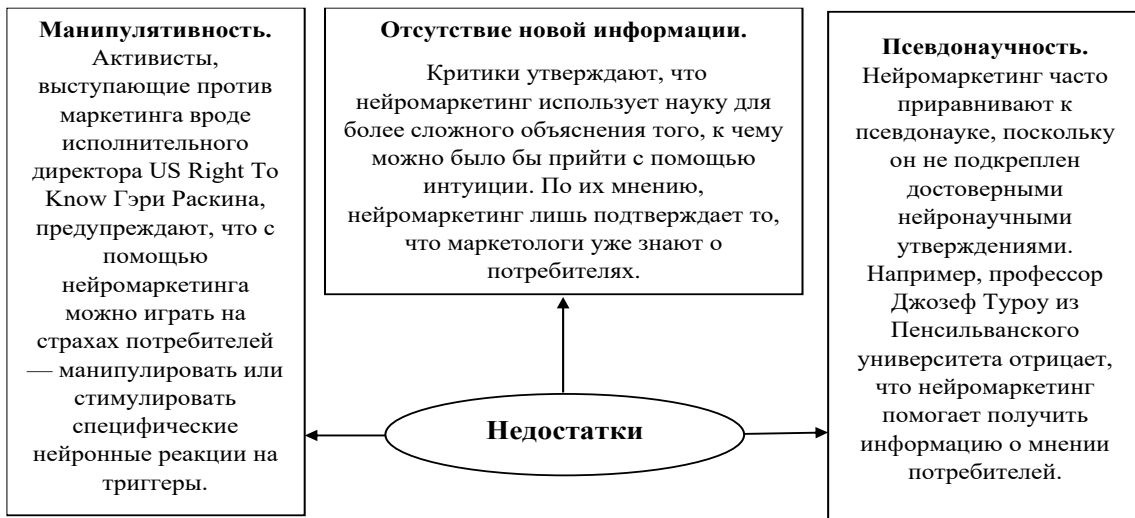 Манипулятивность.
Активисты,
выступающие против
маркетинга вроде
исполнительного
директора US Right To
Know Гэри Раскина,
предупреждают, что с
помощью
нейромаркетинга
можно играть на
страхах потребителей
— манипулировать или
стимулировать
специфические
нейронные реакции на
триггеры.
Отсутствие новой информации.
Критики утверждают, что
нейромаркетинг использует науку для
более сложного объяснения того, к чему
можно было бы прийти с помощью
интуиции. По их мнению,
нейромаркетинг лишь подтверждает то,
что маркетологи уже знают о
потребителях.
Псевдонаучность.
Нейромаркетинг часто
приравнивают к
псевдонауке, поскольку
он не подкреплен
достоверными
нейронаучными
утверждениями.
Например, профессор
Джозеф Туроу из
Пенсильванского
университета отрицает,
что нейромаркетинг
помогает получить
информацию о мнении
потребителей.
Недостатки